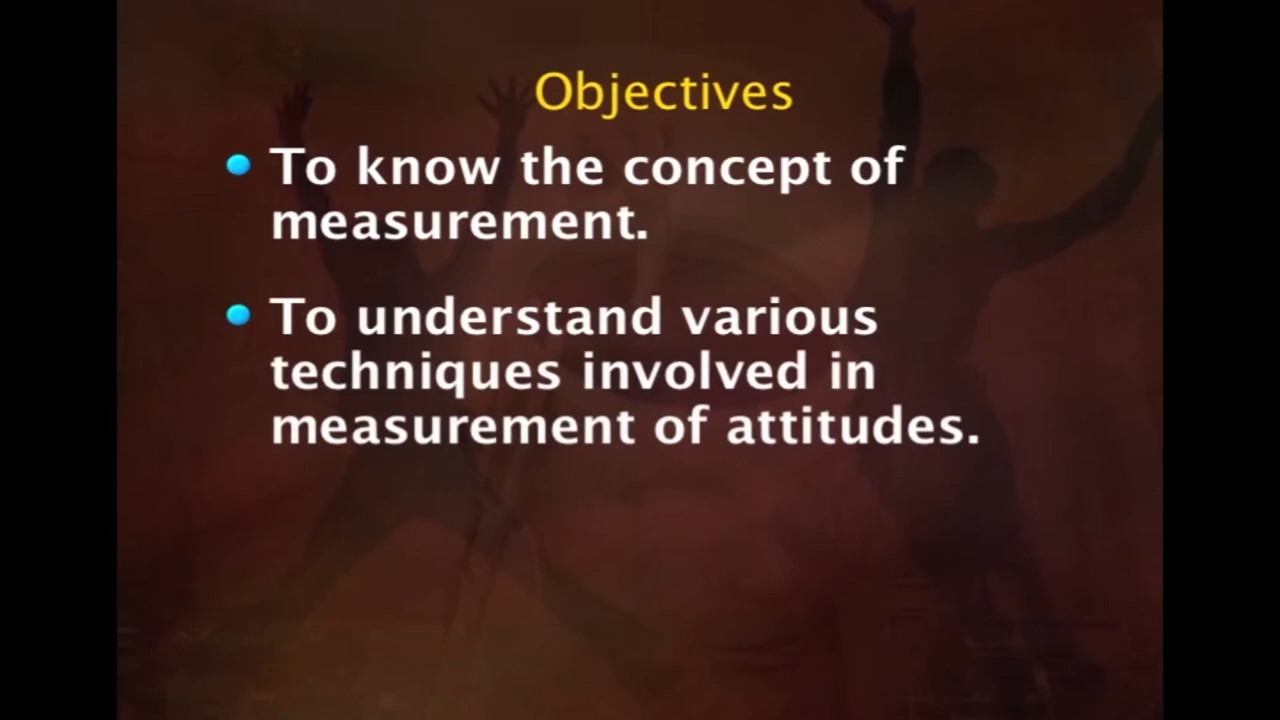 Objectives
To know the concept of
measurement.
To understand various
techniques involved in
measurement of attitudes.